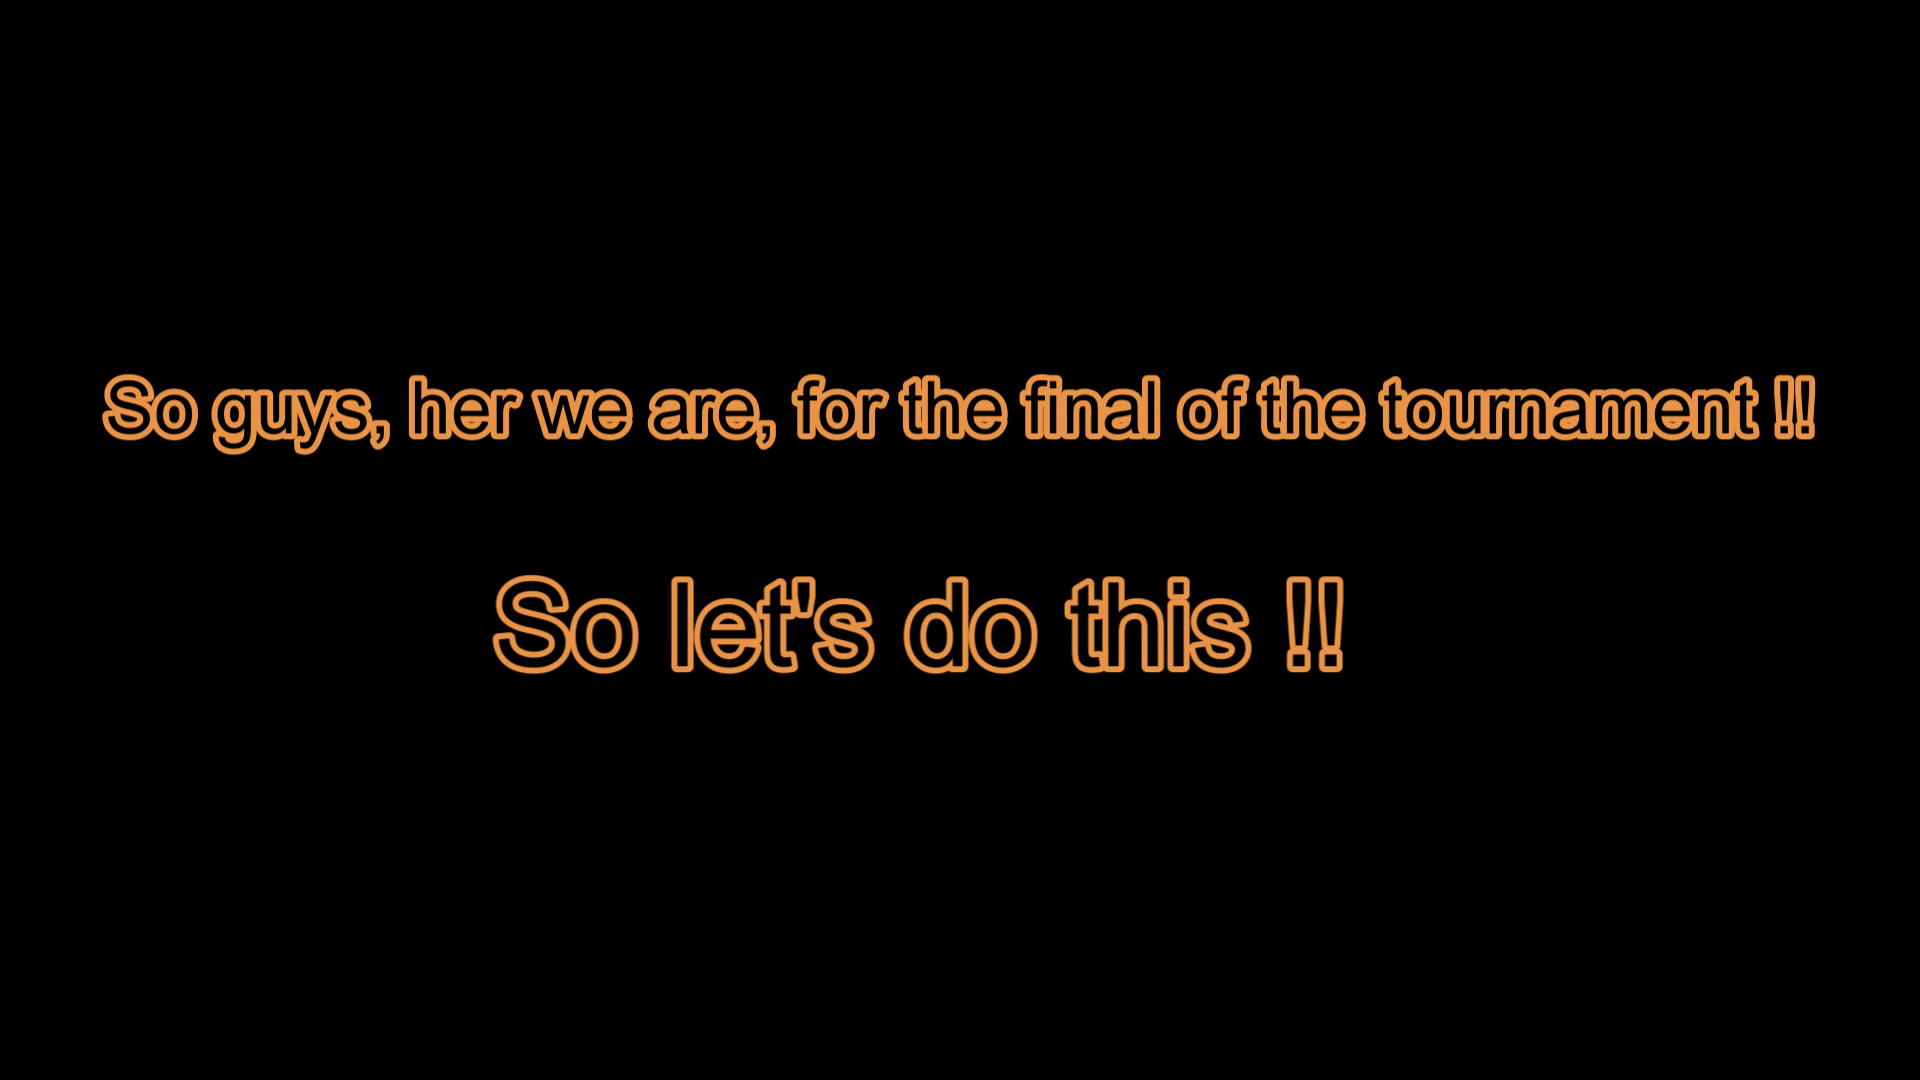 So guys, her we are, for the final of the tournament !!
So let's do this !!